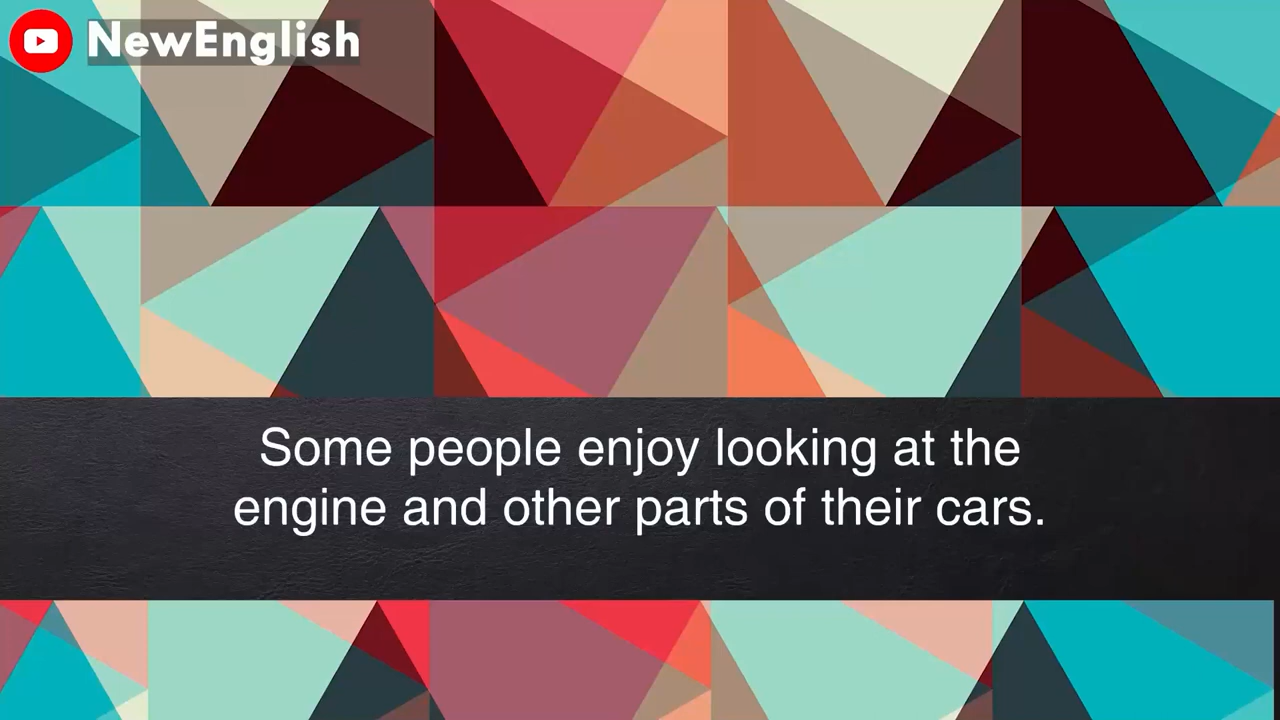 NewEnglish
Some people enjoy looking at the
engine and other parts of their cars.